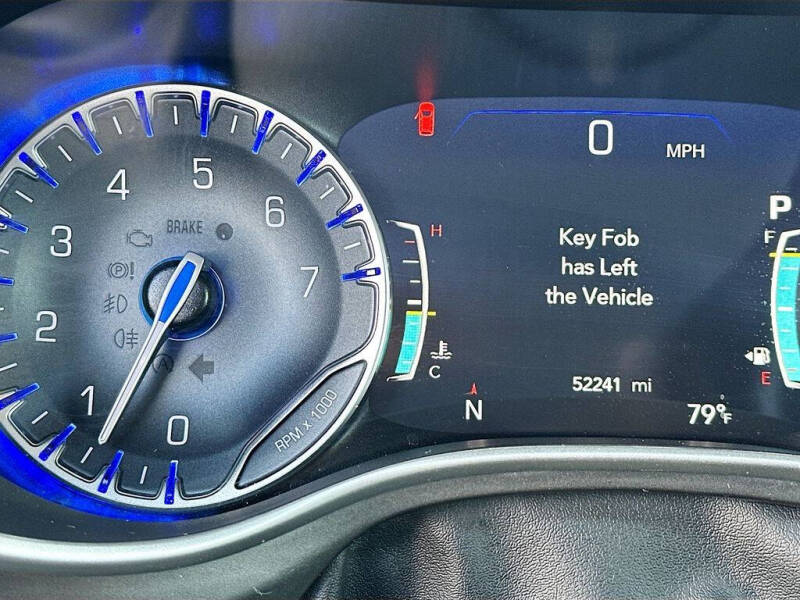 0 MPH
P
4 5 6
3 7
2
1 0
BRAKE
(P)!
A
RPM x 1000
H
C
Key Fob
has Left
the Vehicle
F
E
N
52241 mi
79°F